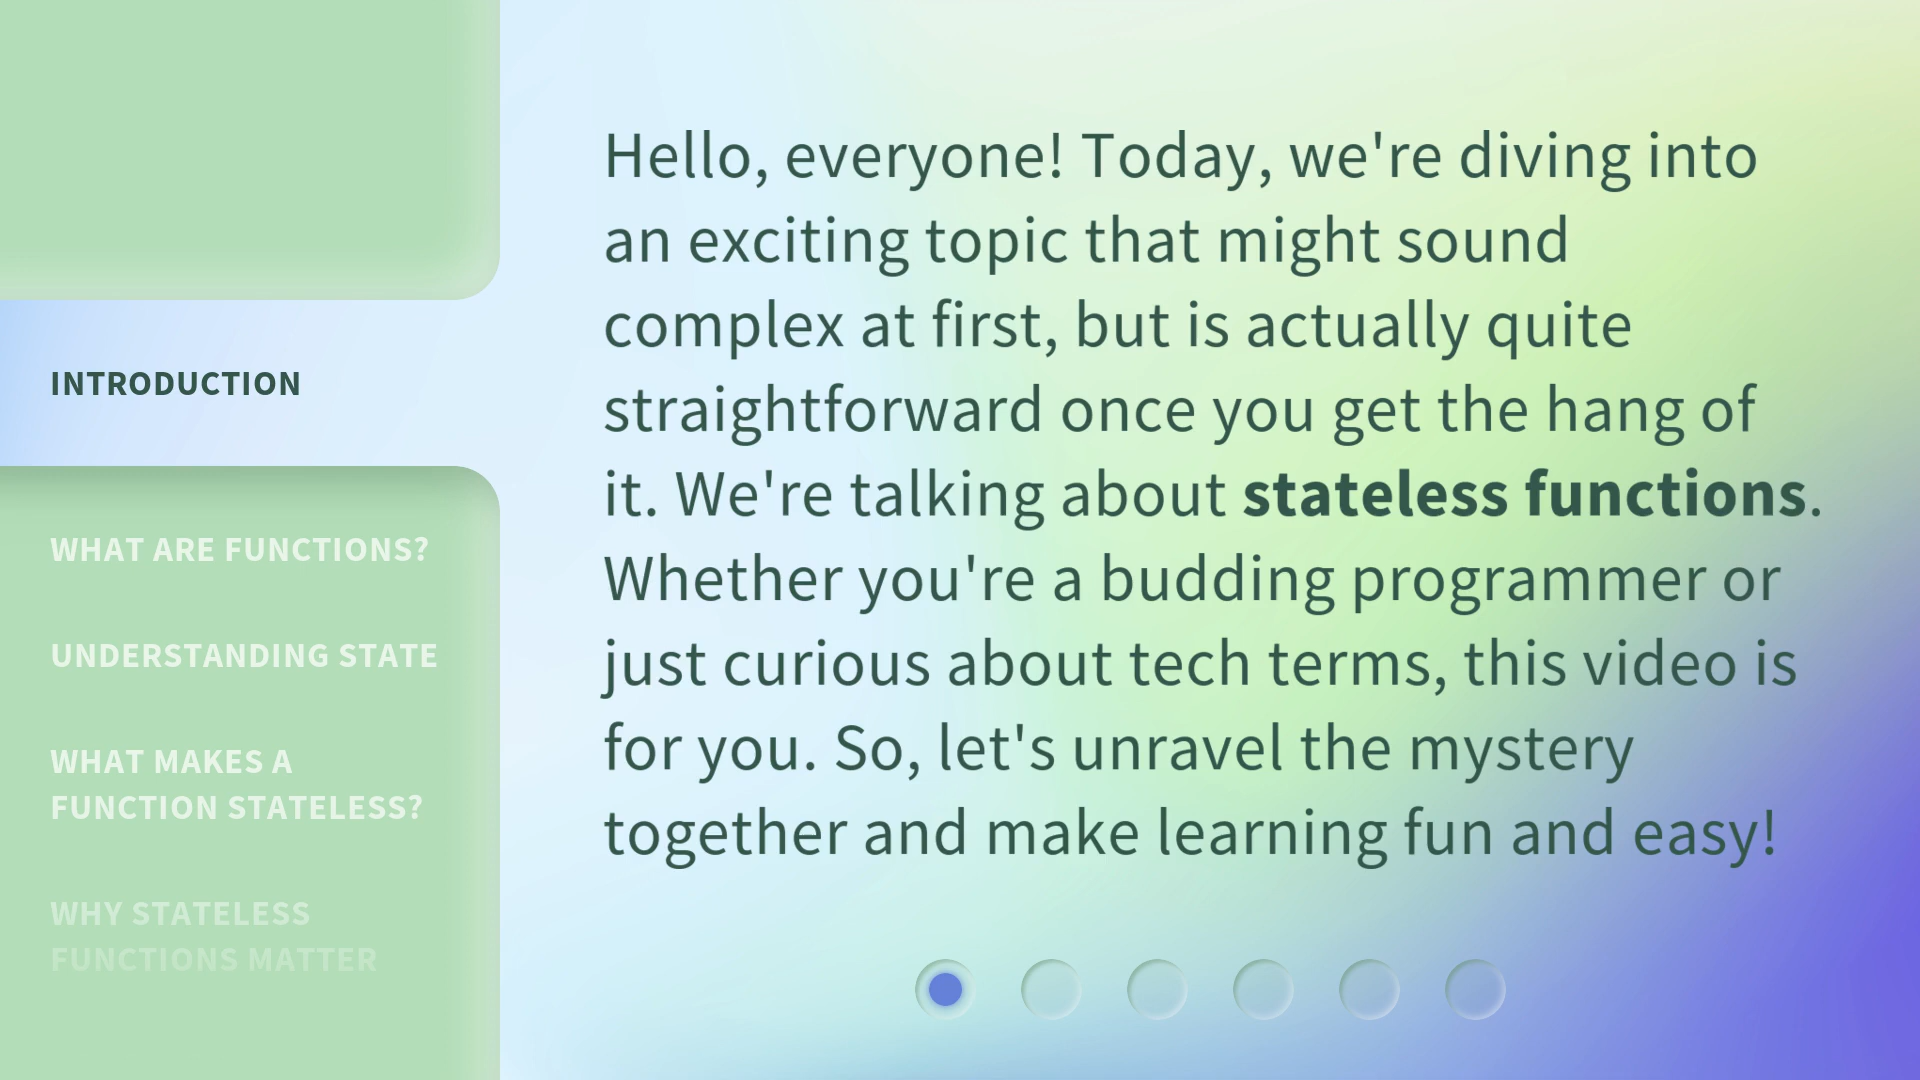 INTRODUCTION
WHAT ARE FUNCTIONS?
UNDERSTANDING STATE
WHAT MAKES A
FUNCTION STATELESS?
WHY STATELESS
FUNCTIONS MATTER
Hello, everyone! Today, we're diving into
an exciting topic that might sound
complex at first, but is actually quite
straightforward once you get the hang of
it. We're talking about stateless functions.
Whether you're a budding programmer or
just curious about tech terms, this video is
for you. So, let's unravel the mystery
together and make learning fun and easy!